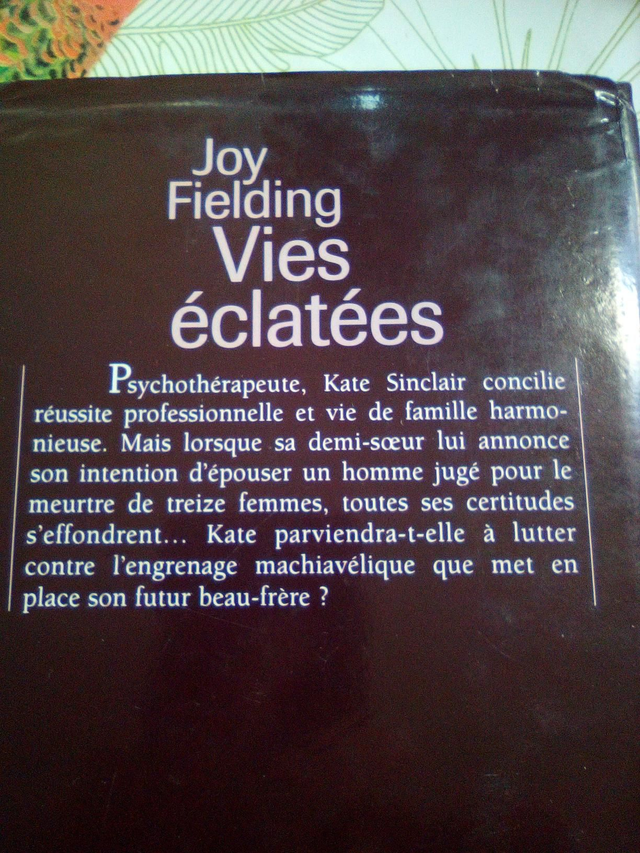 Joy
Fielding
Vies
éclatées
Psychothérapeute, Kate Sinclair concilie
réussite professionnelle et vie de famille harmo-
nieuse. Mais lorsque sa demi-sœur lui annonce
son intention d'épouser un homme jugé pour le
meurtre de treize femmes, toutes ses certitudes
s'effondrent... Kate parviendra-t-elle à lutter
contre l'engrenage machiavélique que met en
place son futur beau-frère ?